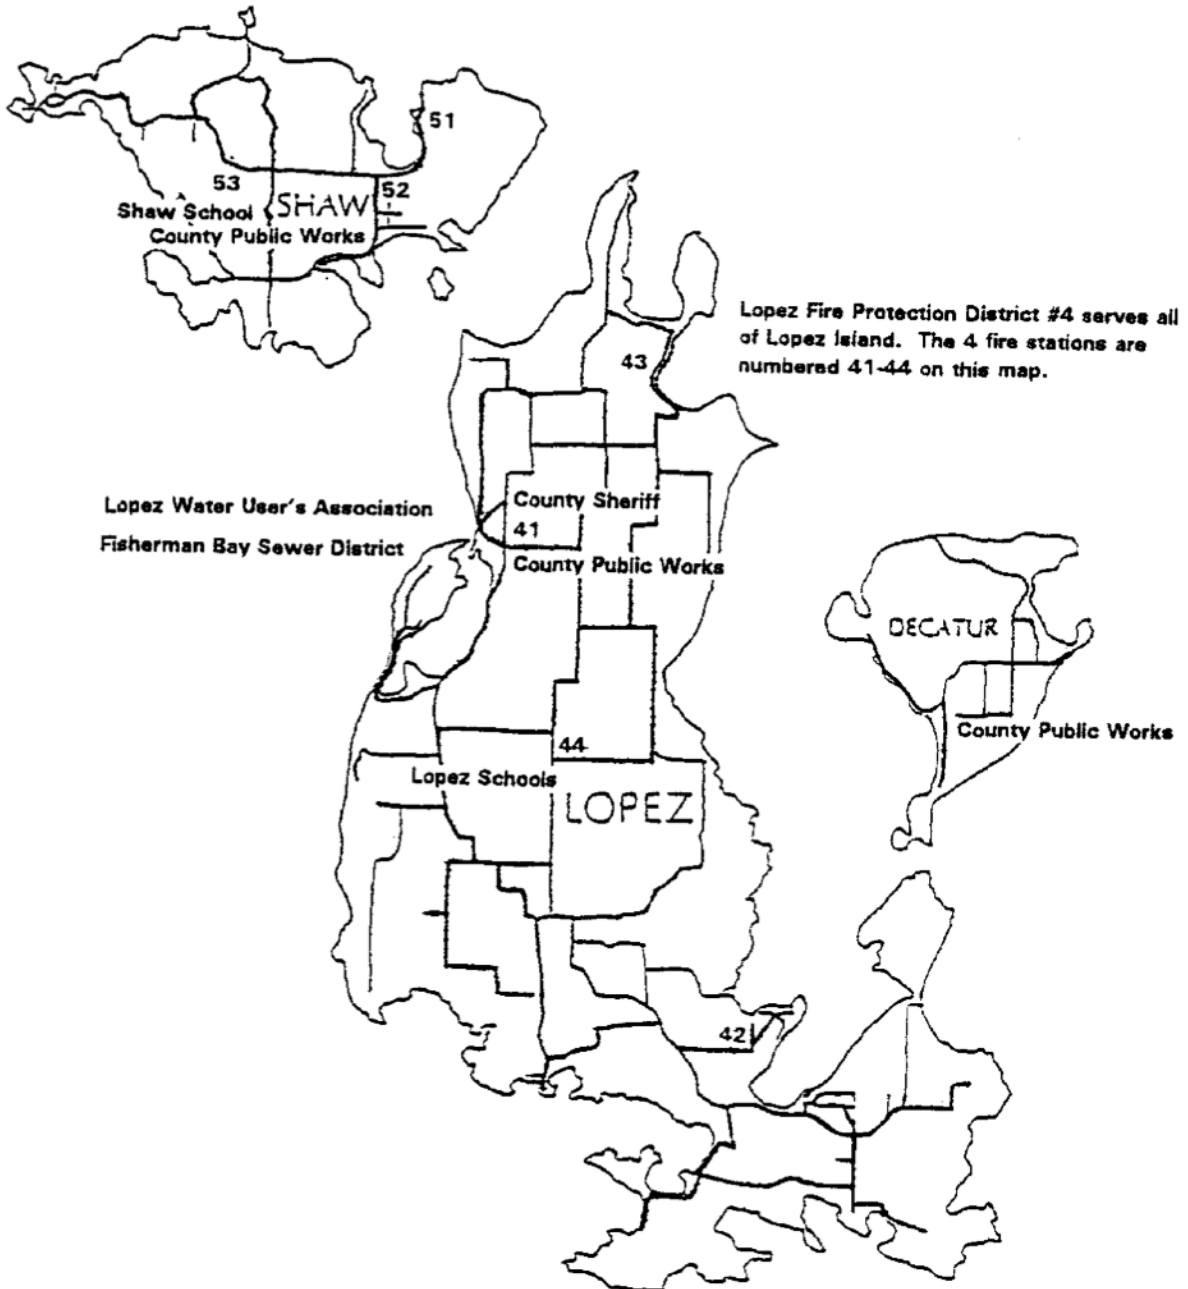 51
53
52
Shaw School
SHAW
County Public Works
Lopez Fire Protection District #4 serves all
of Lopez Island. The 4 fire stations are
numbered 41-44 on this map.
43
Lopez Water User's Association
County Sheriff
41
Fisherman Bay Sewer District
County Public Works
DECATUR
County Public Works
44
Lopez Schools
LOPEZ
42